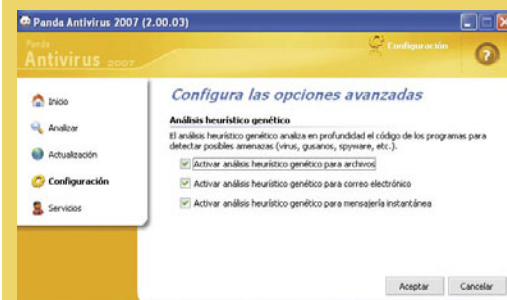 Panda Antivirus 2007 (2.00.03)
Panda
Antivirus 2007
Configuración
?
Inicio
Analizar
Actualización
Configuración
Servicios
Configura las opciones avanzadas
Análisis heurístico genético
El análisis heurístico genético analiza en profundidad el código de los programas para
detectar posibles amenazas (virus, gusanos, spyware, etc.).
Activar análisis heurístico genético para archivos
Activar análisis heurístico genético para correo electrónico
Activar análisis heurístico genético para mensajería instantánea
Aceptar
Cancelar